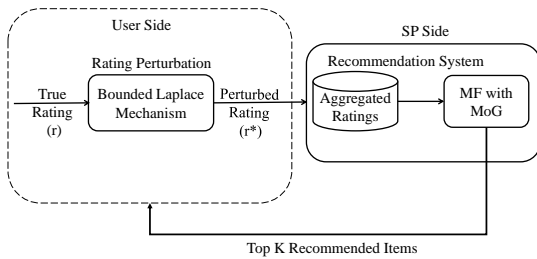 User Side
SP Side
Rating Perturbation
Recommendation System
True
Rating
(r)
Bounded Laplace
Mechanism
Perturbed
Rating
(r*)
Aggregated
Ratings
MF with
MoG
Top K Recommended Items